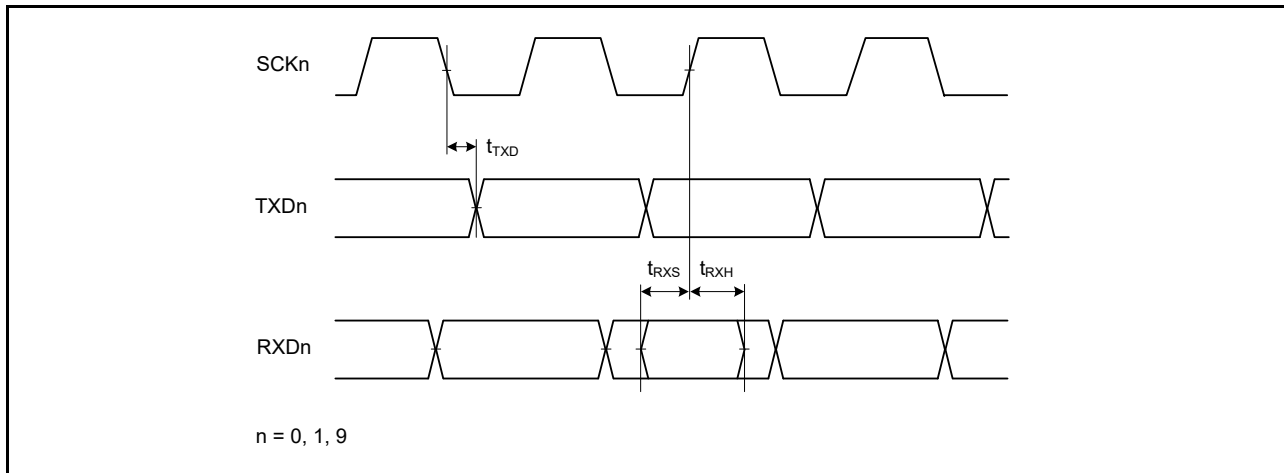 SCKn
tTXD
TXDn
tRXS tRXH
RXDn
n = 0, 1, 9